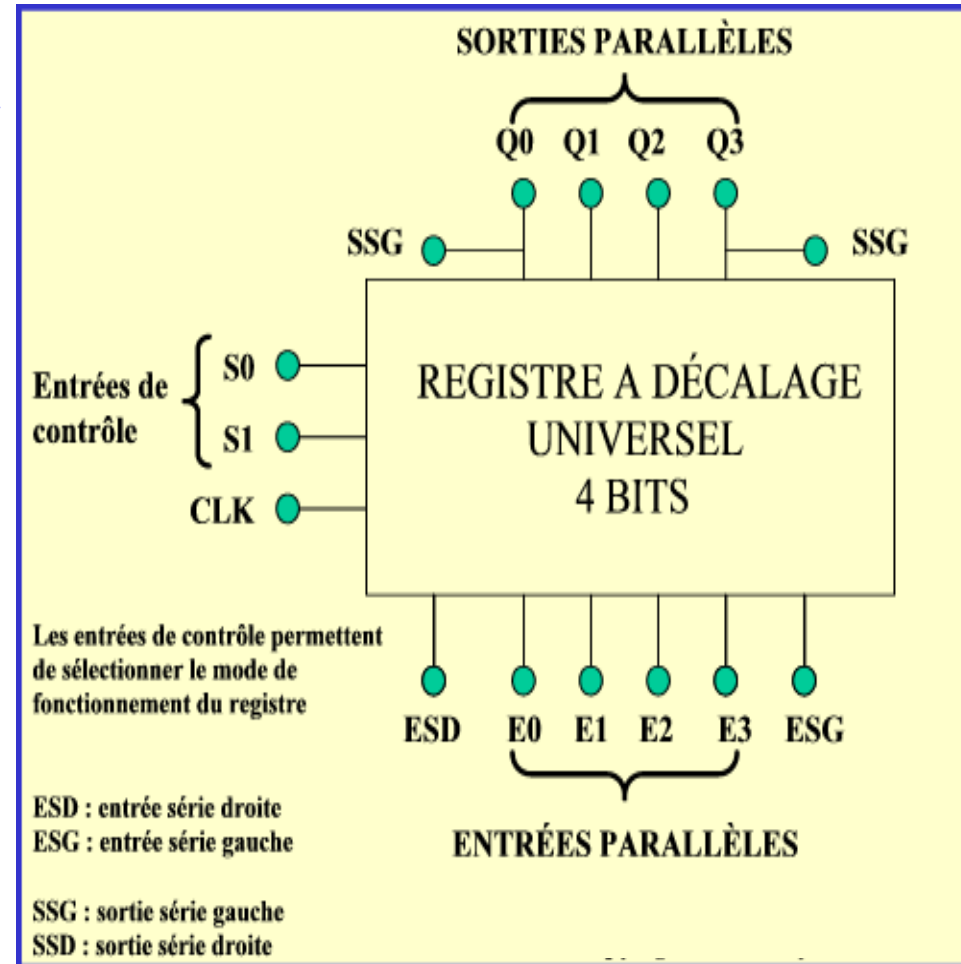 SORTIES PARALLÈLES
Q0 Q1 Q2 Q3
SSG SSG
S0
Entrées de
contrôle
S1
CLK
REGISTRE A DÉCALAGE
UNIVERSEL
4 BITS
Les entrées de contrôle permettent
de sélectionner le mode de
fonctionnement du registre
ESD E0 E1 E2 E3 ESG
ENTRÉES PARALLÈLES
ESD : entrée série droite
ESG : entrée série gauche
SSG : sortie série gauche
SSD : sortie série droite